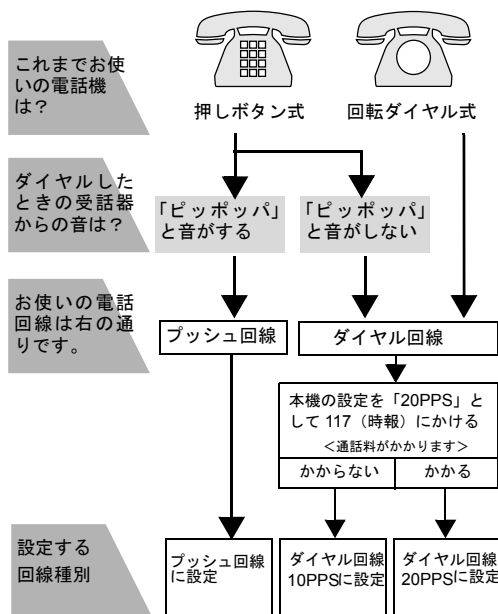 これまでお使
いの電話機
は？
押しボタン式
回転ダイヤル式
ダイヤルした
ときの受話器
からの音は？
「ピッポッパ」
と音がする
「ピッポッパ」
と音がしない
お使いの電話
回線は右の通
りです。
プッシュ回線
ダイヤル回線
本機の設定を「20PPS」と
して 117（時報）にかける
＜通話料がかかります＞
かからない
かかる
設定する
回線種別
プッシュ回線
に設定
ダイヤル回線
10PPSに設定
ダイヤル回線
20PPSに設定